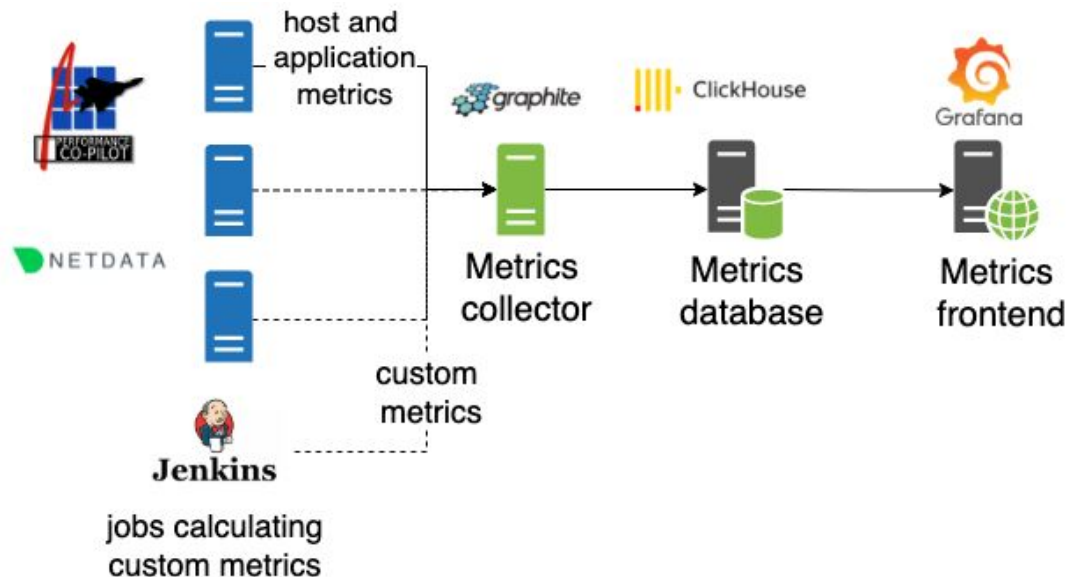 host and
application
metrics
PERFORMANCE
CO-PILOT
graphite
ClickHouse
Grafana
NETDATA
Metrics
collector
Metrics
database
Metrics
frontend
custom
metrics
Jenkins
jobs calculating
custom metrics